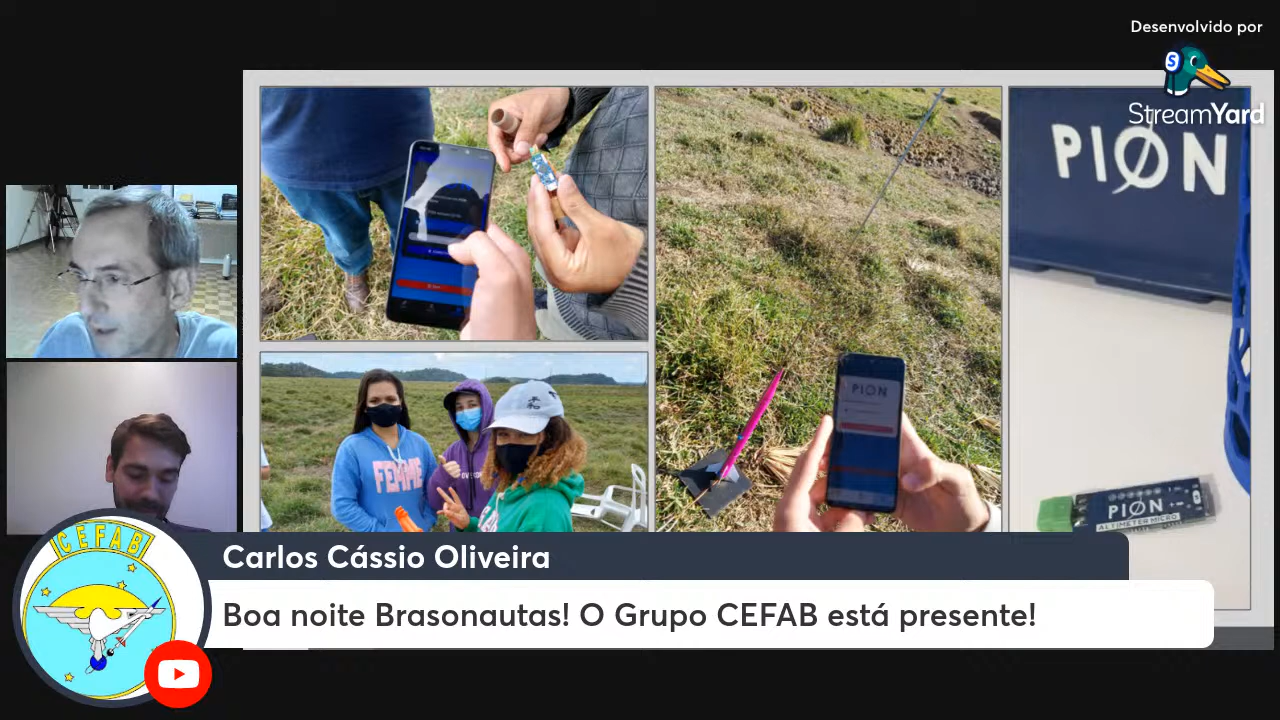 Desenvolvido por
StreamYard
PION
PION
FEMME
PION
ALTIMETER MICRO
CEFAB
Carlos Cássio Oliveira
Boa noite Brasonautas! O Grupo CEFAB está presente!